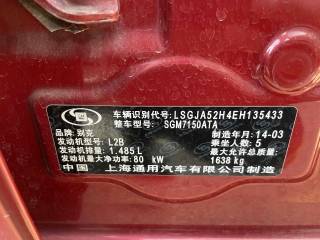 车辆识别代号: LSGJA52H4EH135433
整车型号: SGM7150ATA
品牌: 别克 制造年月: 14-03
发动机型号: L2B 乘坐人数: 5
发动机排量: 1.485L 最大允许总质量:
发动机最大净功率: 80 kW 1638 kg
中国 上海通用汽车有限公司制造